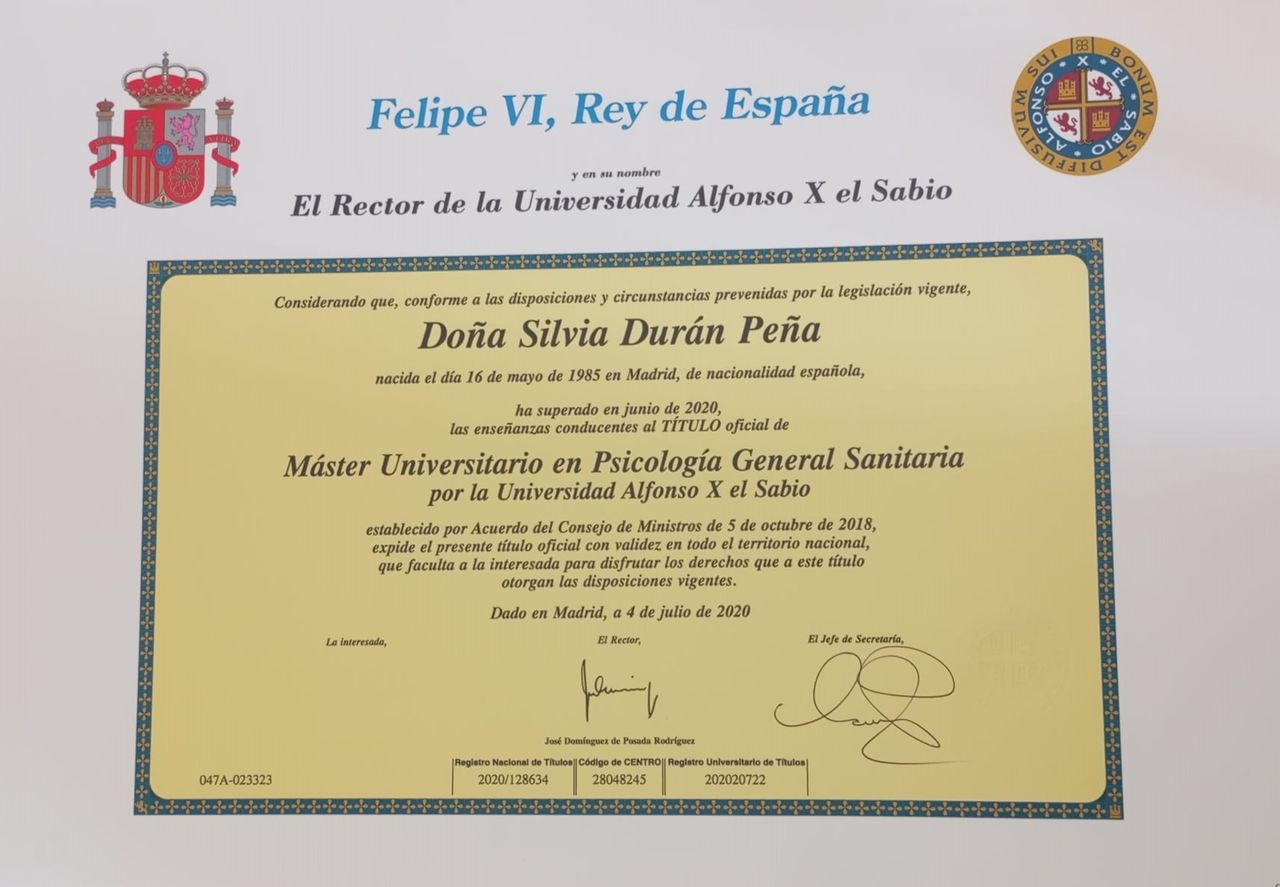 Felipe VI, Rey de España
y en su nombre
El Rector de la Universidad Alfonso X el Sabio
BONUM EST DIFFUSIVUM SUI
ALFONSO X EL SABIO
Considerando que, conforme a las disposiciones y circunstancias prevenidas por la legislación vigente,
Doña Silvia Durán Peña
nacida el día 16 de mayo de 1985 en Madrid, de nacionalidad española,
ha superado en junio de 2020,
las enseñanzas conducentes al TÍTULO oficial de
Máster Universitario en Psicología General Sanitaria
por la Universidad Alfonso X el Sabio
establecido por Acuerdo del Consejo de Ministros de 5 de octubre de 2018,
expide el presente título oficial con validez en todo el territorio nacional,
que faculta a la interesada para disfrutar los derechos que a este título
otorgan las disposiciones vigentes.
Dado en Madrid, a 4 de julio de 2020
La interesada, El Rector, El Jefe de Secretaría,
José Domínguez de Posada Rodríguez
Registro Nacional de Títulos Código de CENTRO Registro Universitario de Títulos
047A-023323 2020/128634 28048245 202020722